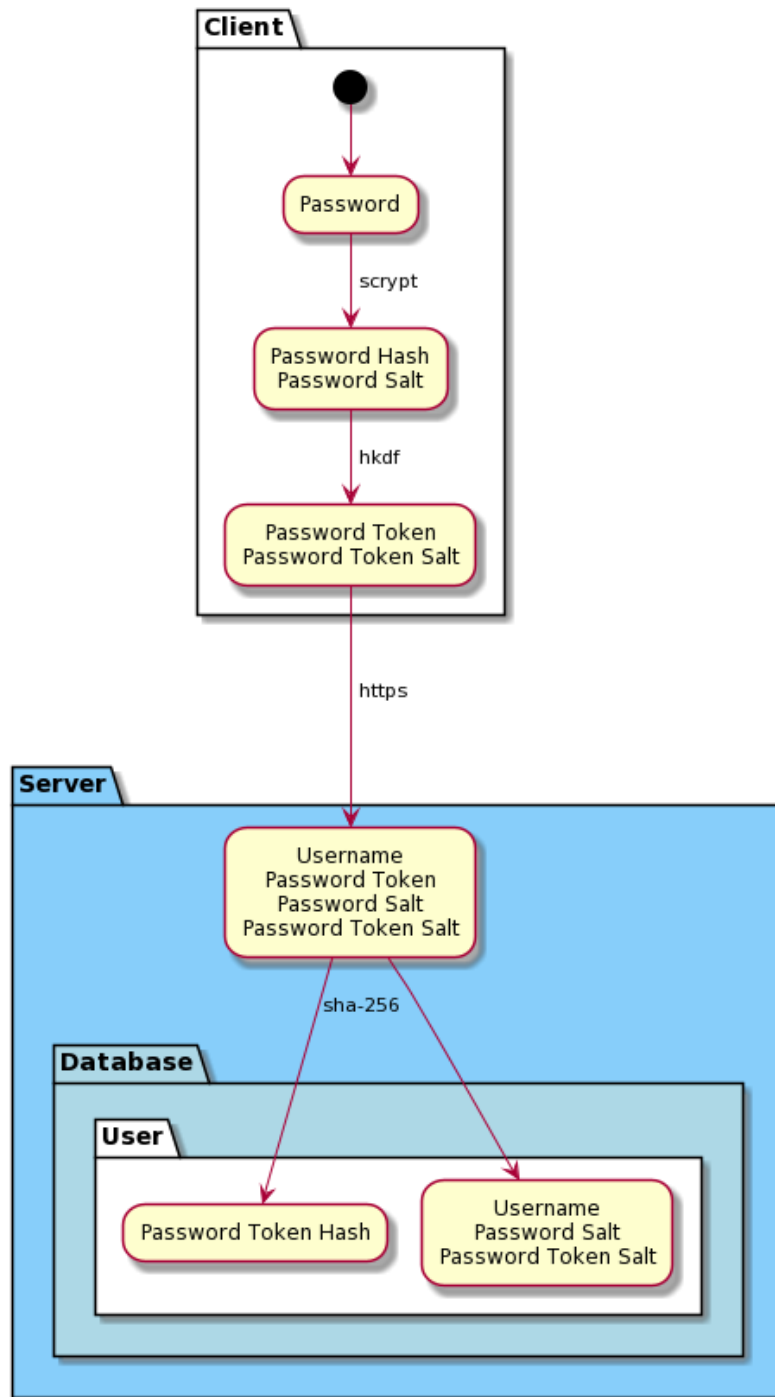 Client
Password
scrypt
Password Hash
Password Salt
hkdf
Password Token
Password Token Salt
https
Server
Username
Password Token
Password Salt
Password Token Salt
sha-256
Database
User
Password Token Hash
Username
Password Salt
Password Token Salt